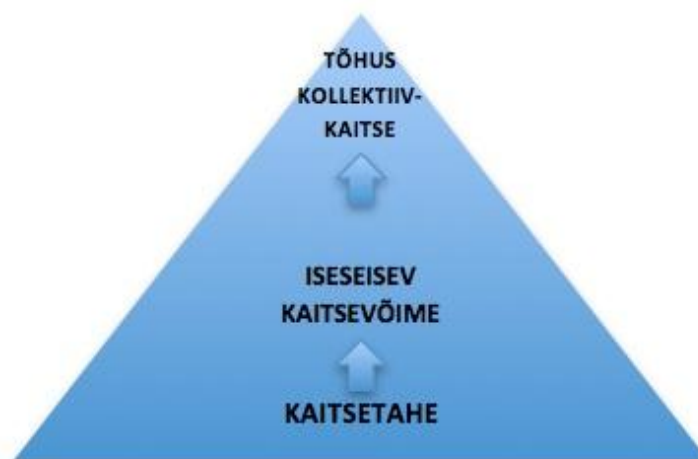 TÕHUS
KOLLEKTIIV-
KAITSE
ISESEISEV
KAITSEVÕIME
KAITSETAHE